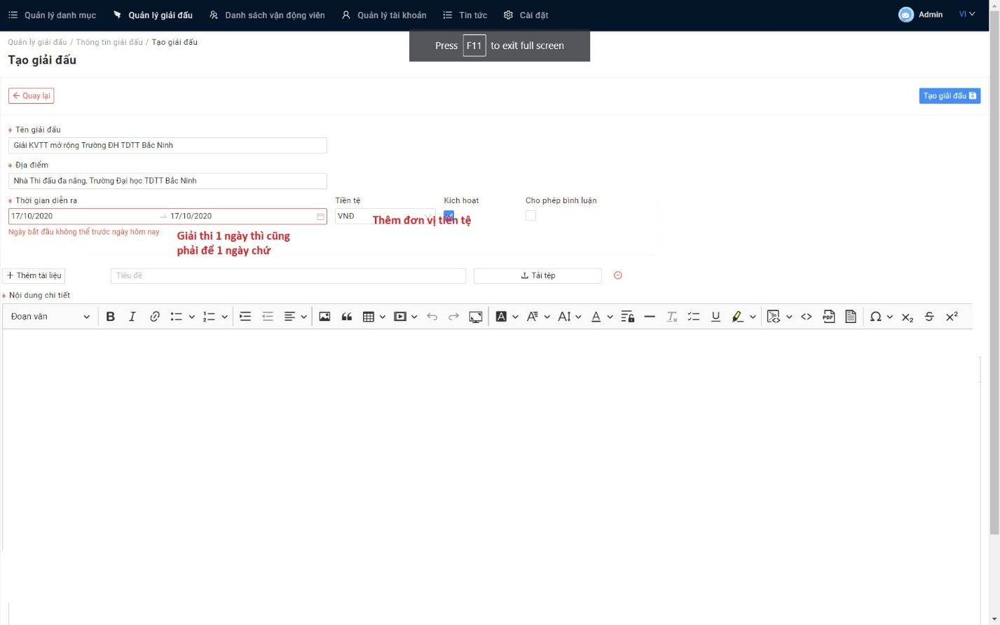 Quản lý danh mục Quản lý giải đấu Danh sách vận động viên Quản lý tài khoản Tin tức Cài đặt Admin VI
Quản lý giải đấu / Thông tin giải đấu / Tạo giải đấu
Press F11 to exit full screen
Tạo giải đấu
Quay lại Tạo giải đấu
* Tên giải đấu
Giải KVTT mở rộng Trường ĐH TDTT Bắc Ninh
* Địa điểm
Nhà Thi đấu đa năng, Trường Đại học TDTT Bắc Ninh
* Thời gian diễn ra Tiền tệ Kích hoạt Cho phép bình luận
17/10/2020 → 17/10/2020 VNĐ Thêm đơn vị tiền tệ
Ngày bắt đầu không thể trước ngày hôm nay
Giải thi 1 ngày thì cũng
phải để 1 ngày chứ
+ Thêm tài liệu Tiêu đề Tải tệp
* Nội dung chi tiết
Đoạn văn